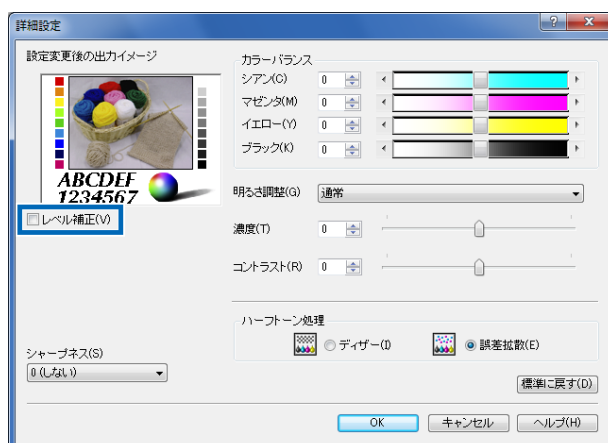 詳細設定
設定変更後の出力イメージ
ABCDEF
1234567
レベル補正(V)
シャープネス(S)
0 (しない)
カラーバランス
シアン(C) 0
マゼンタ(M) 0
イエロー(Y) 0
ブラック(K) 0
明るさ調整(G) 通常
濃度(T) 0
コントラスト(R) 0
ハーフトーン処理
ディザー(I) 誤差拡散(E)
標準に戻す(D)
OK キャンセル ヘルプ(H)